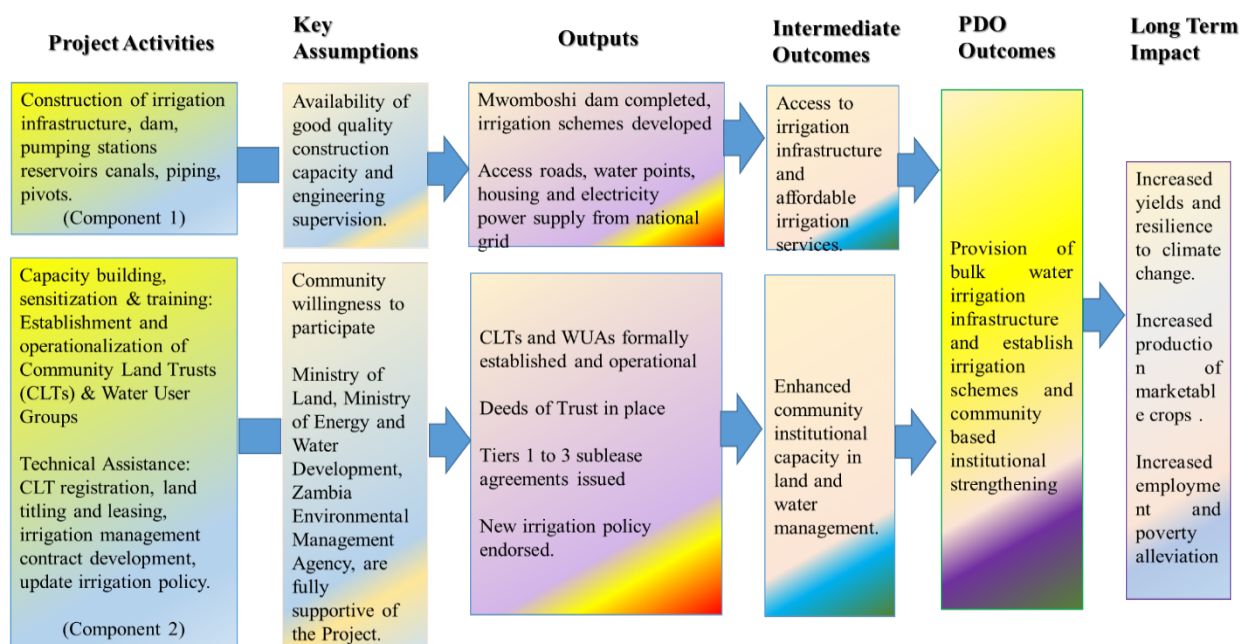 Project Activities
Key
Assumptions
Outputs
Intermediate
Outcomes
PDO
Outcomes
Long Term
Impact
Construction of irrigation
infrastructure, dam,
pumping stations
reservoirs canals, piping,
pivots.
(Component 1)
Availability of
good quality
construction
capacity and
engineering
supervision.
Mwomboshi dam completed,
irrigation schemes developed
Access roads, water points,
housing and electricity
power supply from national
grid
Access to
irrigation
infrastructure
and
affordable
irrigation
services.
Capacity building,
sensitization & training:
Establishment and
operationalization of
Community Land Trusts
(CLTs) & Water User
Groups
Technical Assistance:
CLT registration, land
titling and leasing,
irrigation management
contract development,
update irrigation policy.
(Component 2)
Community
willingness to
participate
Ministry of
Land, Ministry
of Energy and
Water
Development,
Zambia
Environmental
Management
Agency, are
fully
supportive of
the Project.
CLTs and WUAs formally
established and operational
Deeds of Trust in place
Tiers 1 to 3 sublease
agreements issued
New irrigation policy
endorsed.
Enhanced
community
institutional
capacity in
land and
water
management.
Provision of
bulk water
irrigation
infrastructure
and establish
irrigation
schemes and
community
based
institutional
strengthening
Increased
yields and
resilience
to climate
change.
Increased
productio
n of
marketabl
e crops .
Increased
employme
nt and
poverty
alleviation